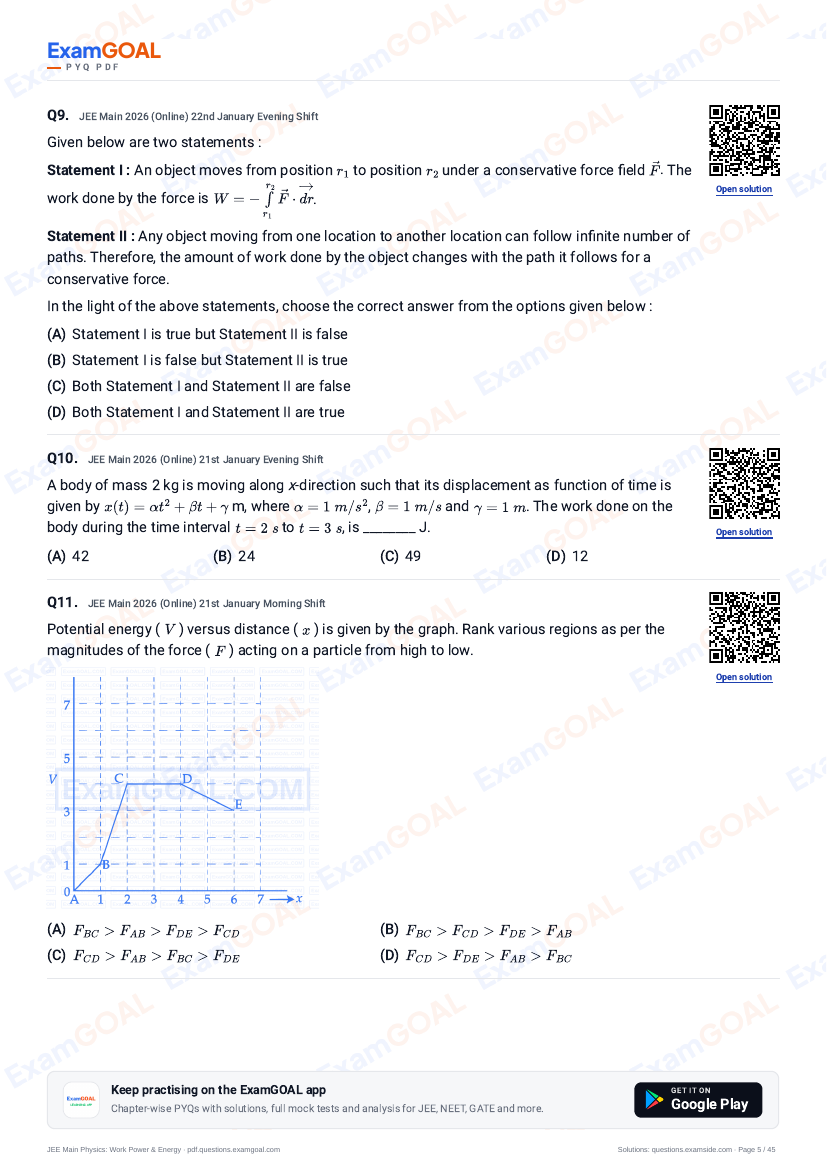 ExamGOAL
PYQ PDF
Q9. JEE Main 2026 (Online) 22nd January Evening Shift
Given below are two statements :
Statement I : An object moves from position r₁ to position r₂ under a conservative force field F⃗. The
work done by the force is W = − ∫_{r₁}^{r₂} F⃗ · d⃗r.
Statement II : Any object moving from one location to another location can follow infinite number of
paths. Therefore, the amount of work done by the object changes with the path it follows for a
conservative force.
In the light of the above statements, choose the correct answer from the options given below :
(A) Statement I is true but Statement II is false
(B) Statement I is false but Statement II is true
(C) Both Statement I and Statement II are false
(D) Both Statement I and Statement II are true
Open solution
Q10. JEE Main 2026 (Online) 21st January Evening Shift
A body of mass 2 kg is moving along x-direction such that its displacement as function of time is
given by x(t) = αt² + βt + γ m, where α = 1 m/s², β = 1 m/s and γ = 1 m. The work done on the
body during the time interval t = 2 s to t = 3 s, is ________ J.
(A) 42 (B) 24 (C) 49 (D) 12
Open solution
Q11. JEE Main 2026 (Online) 21st January Morning Shift
Potential energy ( V ) versus distance ( x ) is given by the graph. Rank various regions as per the
magnitudes of the force ( F ) acting on a particle from high to low.
Open solution
7
5
V
C D
E
3
1 B
0
A 1 2 3 4 5 6 7 x
ExamGOAL.COM
(A) F_BC > F_AB > F_DE > F_CD (B) F_BC > F_CD > F_DE > F_AB
(C) F_CD > F_AB > F_BC > F_DE (D) F_CD > F_DE > F_AB > F_BC
ExamGOAL
Keep practising on the ExamGOAL app
Chapter-wise PYQs with solutions, full mock tests and analysis for JEE, NEET, GATE and more.
GET IT ON
Google Play
JEE Main Physics: Work Power & Energy · pdf.questions.examgoal.com Solutions: questions.examside.com · Page 5 / 45